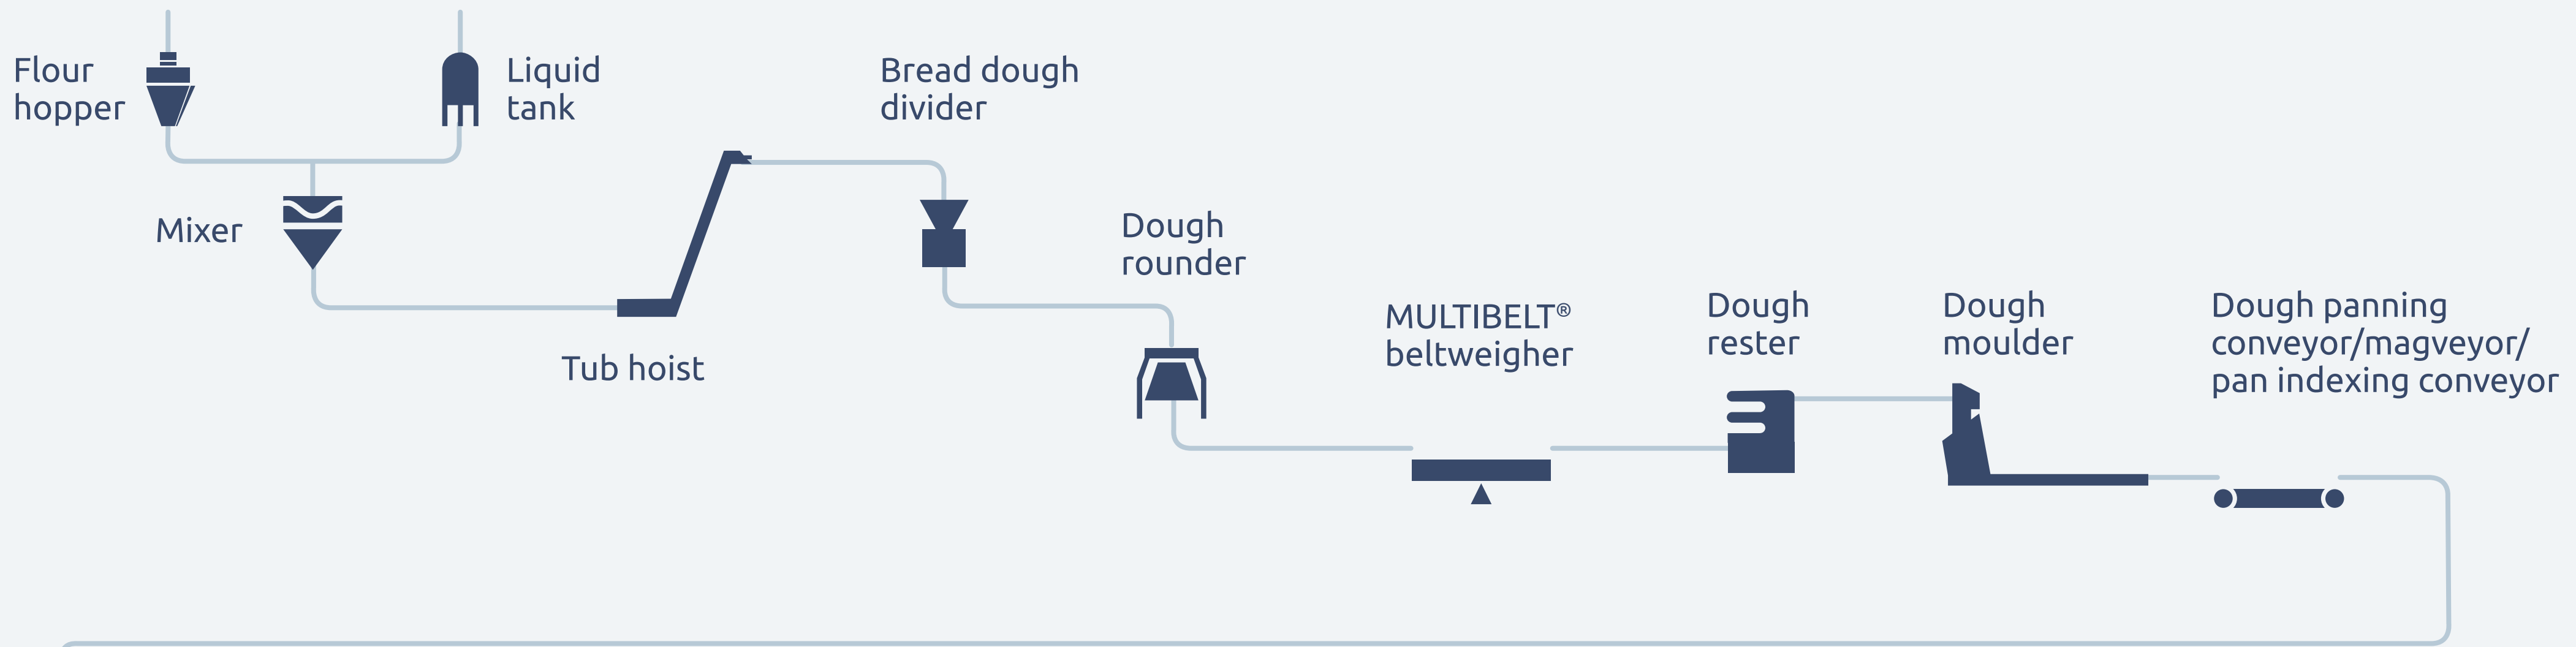 Flour
hopper
Liquid
tank
Bread dough
divider
Mixer
Dough
rounder
Tub hoist
MULTIBELT®
beltweigher
Dough
rester
Dough
moulder
Dough panning
conveyor/magveyor/
pan indexing conveyor